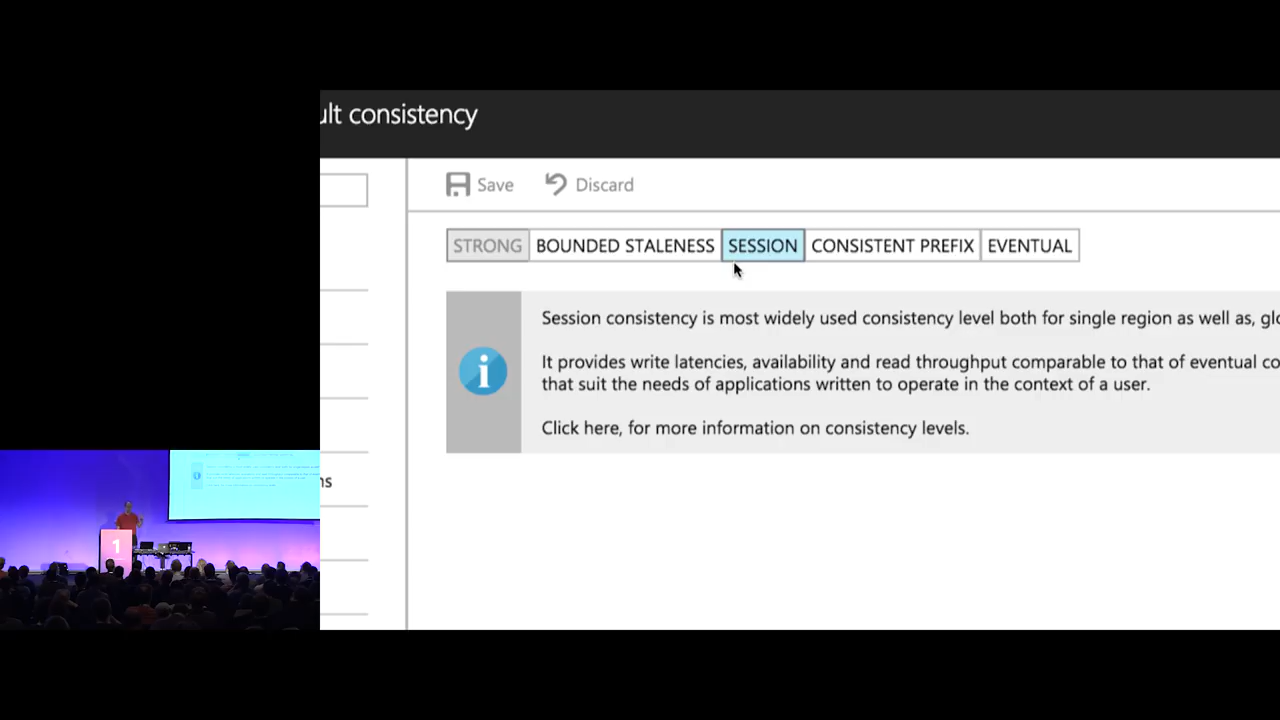 ult consistency
Save Discard
STRONG BOUNDED STALENESS SESSION CONSISTENT PREFIX EVENTUAL
Session consistency is most widely used consistency level both for single region as well as, glo
It provides write latencies, availability and read throughput comparable to that of eventual co
that suit the needs of applications written to operate in the context of a user.
Click here, for more information on consistency levels.
ns
1